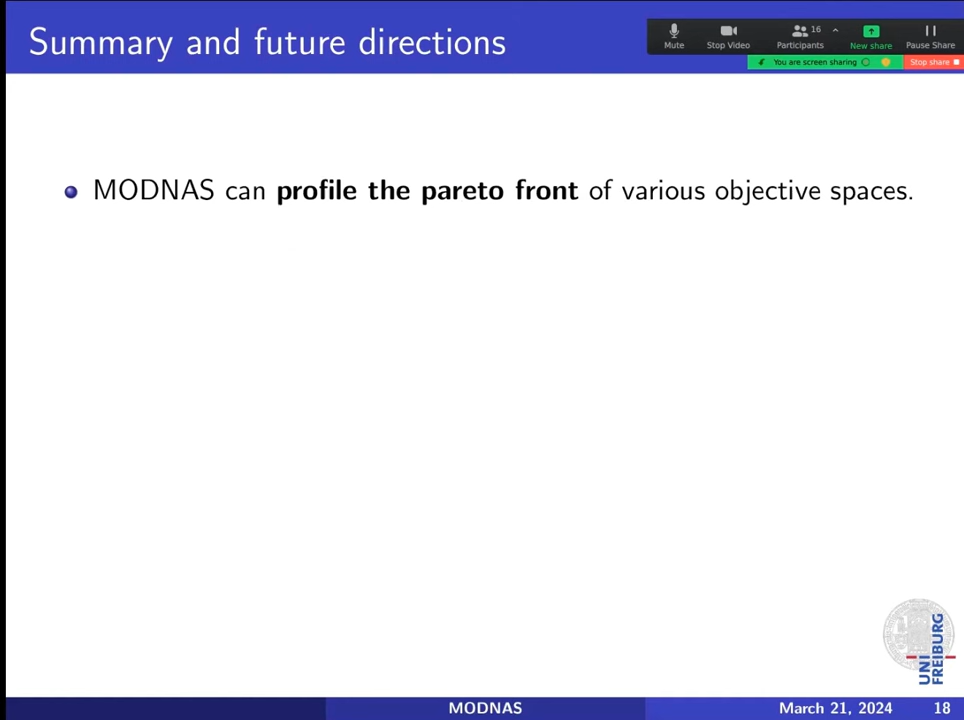 Summary and future directions
Mute
Stop Video
Participants
16
New share
Pause Share
You are screen sharing
Stop share
MODNAS can profile the pareto front of various objective spaces.
UNI
FREIBURG
MODNAS
March 21, 2024
18